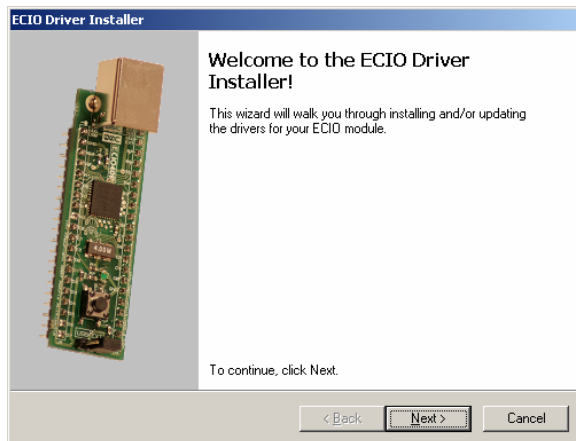 ECIO Driver Installer
Welcome to the ECIO Driver
Installer!
This wizard will walk you through installing and/or updating
the drivers for your ECIO module.
To continue, click Next.
< Back
Next >
Cancel